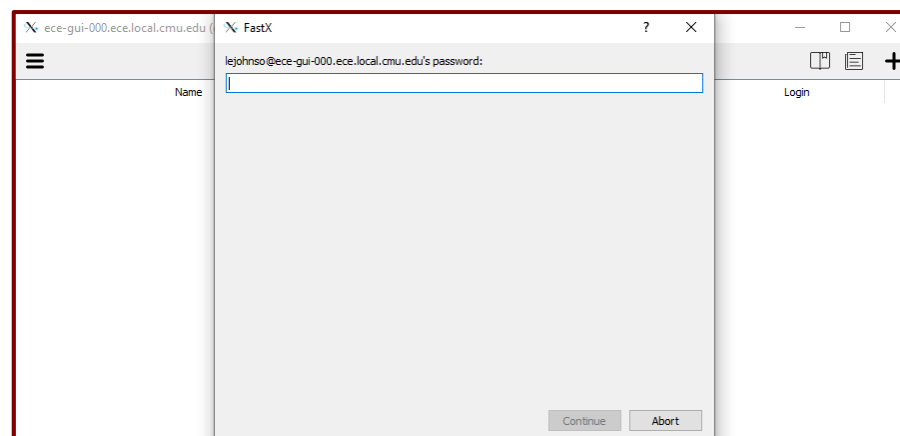 ece-gui-000.ece.local.cmu.edu (
FastX
?
lejohnso@ece-gui-000.ece.local.cmu.edu's password:
Name
Login
Continue
Abort